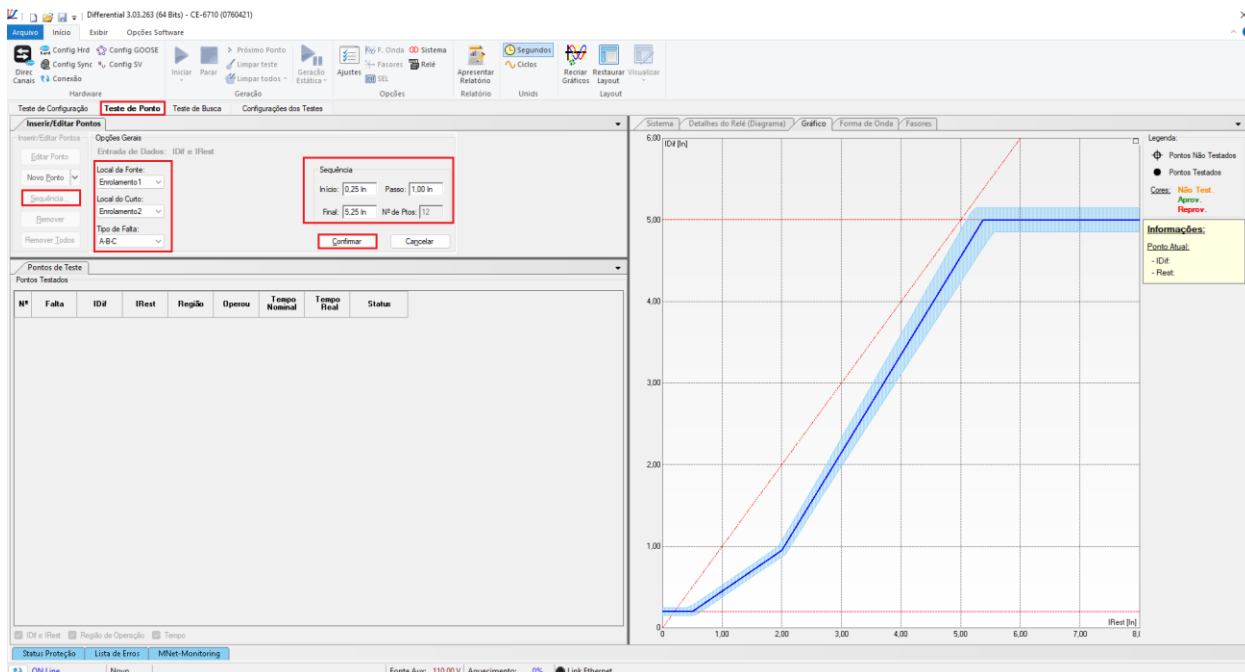 Differential 3.03.263 (64 Bits) - CE-6710 (0760421)
Arquivo Início Exibir Opções Software
Direc Canais
Config Hrd
Config Sync
Conexão
Config GOOSE
Config SV
Hardware
Iniciar
Parar
Próximo Ponto
Limpar teste
Limpar todos
Geração Estática
Geração
Ajustes
F. Onda
Fasores
SEL
Sistema
Relé
Opções
Apresentar Relatório
Relatório
Segundos
Ciclos
Unids
Recriar Gráficos
Restaurar Layout
Visualizar
Layout
Teste de Configuração Teste de Ponto Teste de Busca Configurações dos Testes
Inserir/Editar Pontos
Inserir/Editar Pontos
Editar Ponto
Novo Ponto
Sequência...
Remover
Remover Todos
Opções Gerais
Entrada de Dados: IDif e IRest
Local da Fonte:
Enrolamento1
Local do Curto:
Enrolamento2
Tipo de Falta:
A-B-C
Sequência
Início: 0,25 In Passo: 1,00 In
Final: 5,25 In Nº de Ptos: 12
Confirmar Cancelar
Pontos de Teste
Pontos Testados
Nº Falta IDif IRest Região Operou Tempo Nominal Tempo Real Status
IDif e IRest Região de Operação Tempo
Sistema Detalhes do Relé (Diagrama) Gráfico Forma de Onda Fasores
IDif [In]
6,00
5,00
4,00
3,00
2,00
1,00
0
0 1,00 2,00 3,00 4,00 5,00 6,00 7,00 8,(
IRest [In]
Legenda:
Pontos Não Testados
Pontos Testados
Cores: Não Test.
Aprov.
Reprov.
Informações:
Ponto Atual:
- IDif:
- Rest:
Status Proteção Lista de Erros MNet-Monitoring
ON Line Novo Fonte Aux: 110,00 V Aquecimento: 0% Link Ethernet